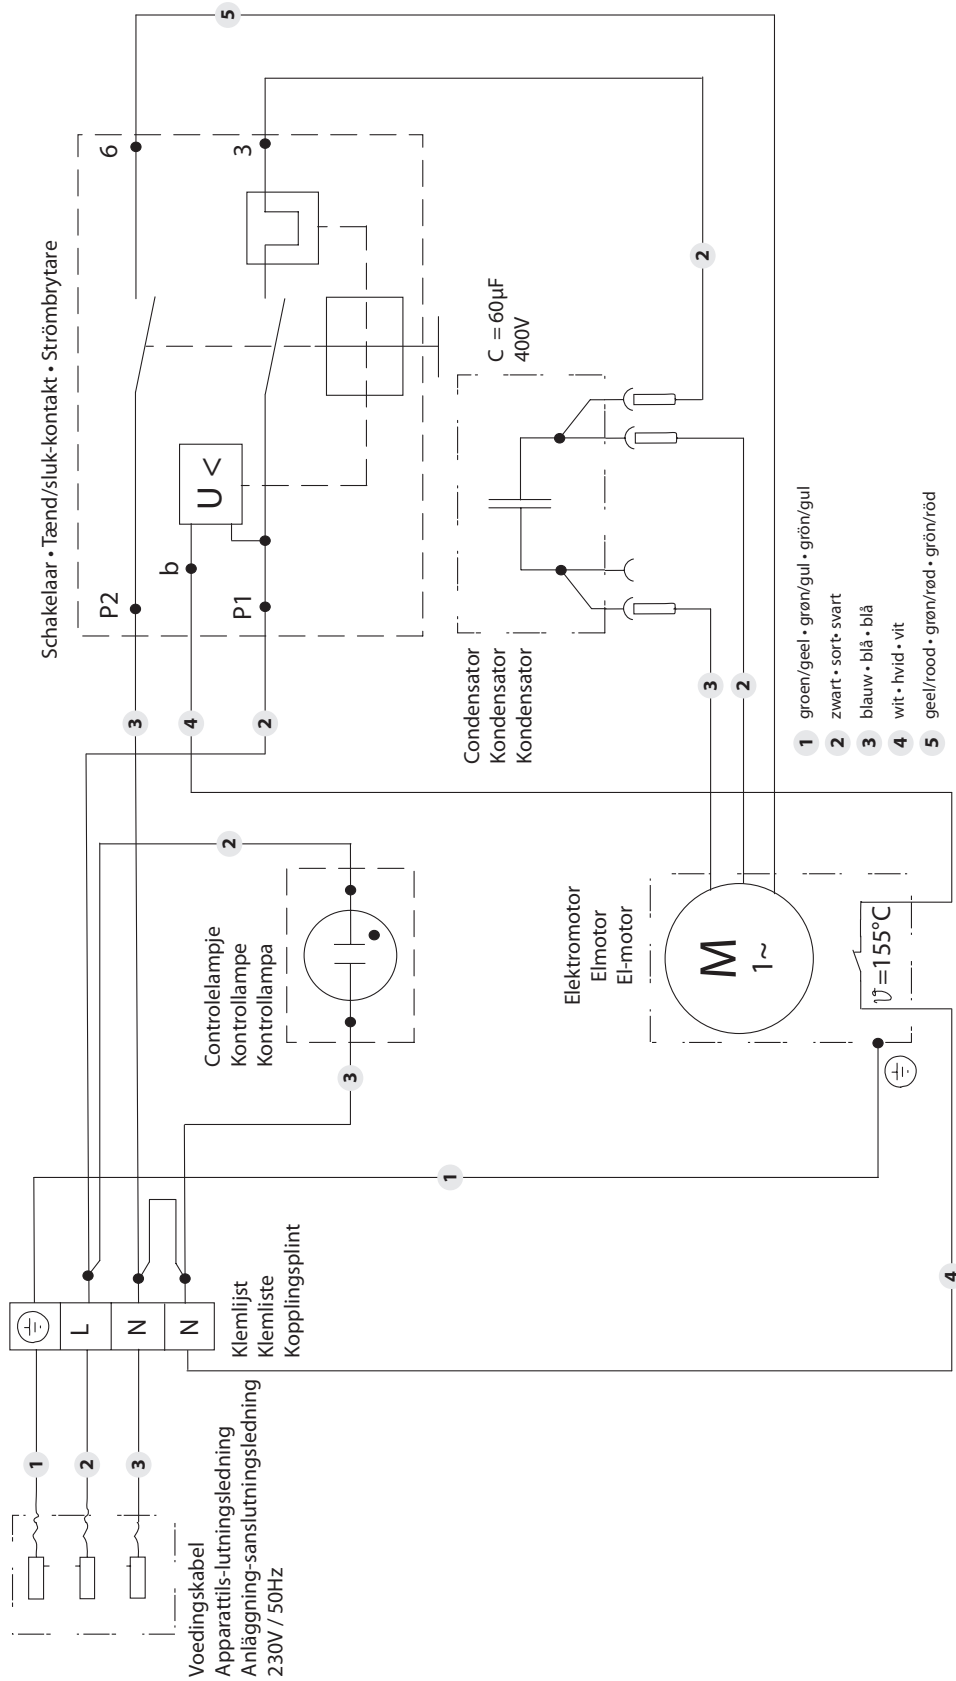 Voedingskabel
Apparattils-lutningsledning
Anläggning-sanslutningsledning
230V / 50Hz
1
2
3
L
N
N
Klemlijst
Klemliste
Kopplingsplint
1
4
Controlelampje
Kontrollampe
Kontrollampa
3
2
Elektromotor
Elmotor
El-motor
M
1~
ϑ=155°C
3
4
2
Schakelaar • Tænd/sluk-kontakt • Strömbrytare
P2
b
P1
U <
6
3
5
2
Condensator
Kondensator
Kondensator
C = 60µF
400V
3
2
1 groen/geel • grøn/gul • grön/gul
2 zwart • sort • svart
3 blauw • blå • blå
4 wit • hvid • vit
5 geel/rood • grøn/rød • grön/röd